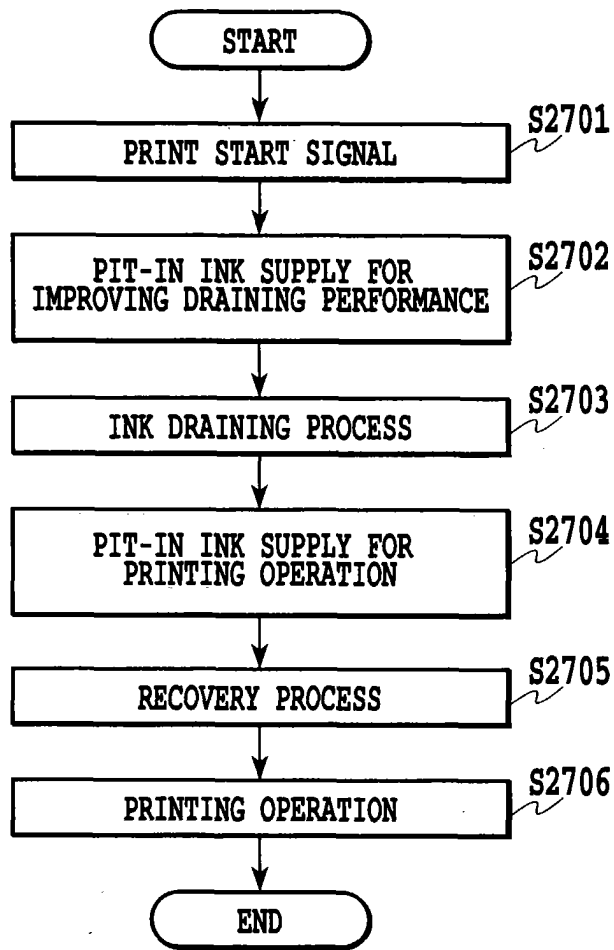 START
S2701
PRINT START SIGNAL
S2702
PIT-IN INK SUPPLY FOR
IMPROVING DRAINING PERFORMANCE
S2703
INK DRAINING PROCESS
S2704
PIT-IN INK SUPPLY FOR
PRINTING OPERATION
S2705
RECOVERY PROCESS
S2706
PRINTING OPERATION
END